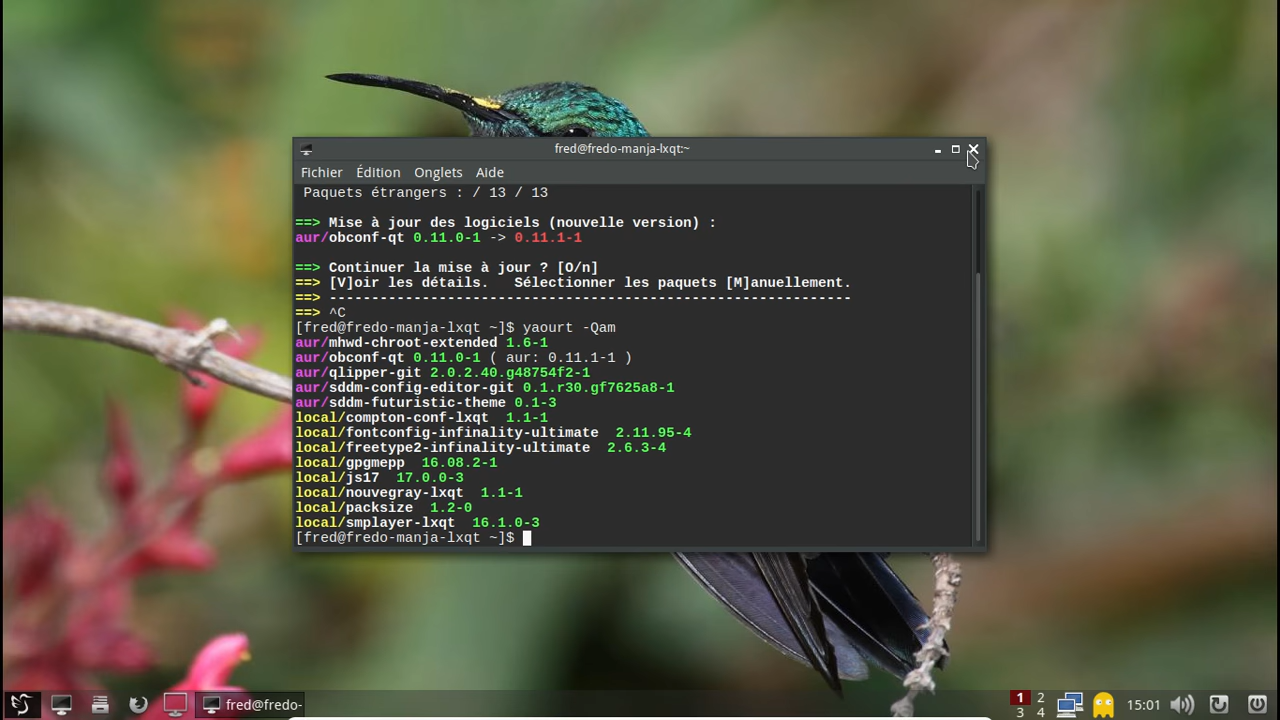 fred@fredo-manja-lxqt:~
Fichier Édition Onglets Aide
Paquets étrangers : / 13 / 13
==> Mise à jour des logiciels (nouvelle version) :
aur/obconf-qt 0.11.0-1 -> 0.11.1-1
==> Continuer la mise à jour ? [O/n]
==> [V]oir les détails.   Sélectionner les paquets [M]anuellement.
==> --------------------------------------------------------------
==> ^C
[fred@fredo-manja-lxqt ~]$ yaourt -Qam
aur/mhwd-chroot-extended 1.6-1
aur/obconf-qt 0.11.0-1 ( aur: 0.11.1-1 )
aur/qlipper-git 2.0.2.40.g48754f2-1
aur/sddm-config-editor-git 0.1.r30.gf7625a8-1
aur/sddm-futuristic-theme 0.1-3
local/compton-conf-lxqt  1.1-1
local/fontconfig-infinality-ultimate  2.11.95-4
local/freetype2-infinality-ultimate  2.6.3-4
local/gpgmepp  16.08.2-1
local/js17  17.0.0-3
local/nouvegray-lxqt  1.1-1
local/packsize  1.2-0
local/smplayer-lxqt  16.1.0-3
[fred@fredo-manja-lxqt ~]$
fred@fredo- 1 2 15:01
3 4